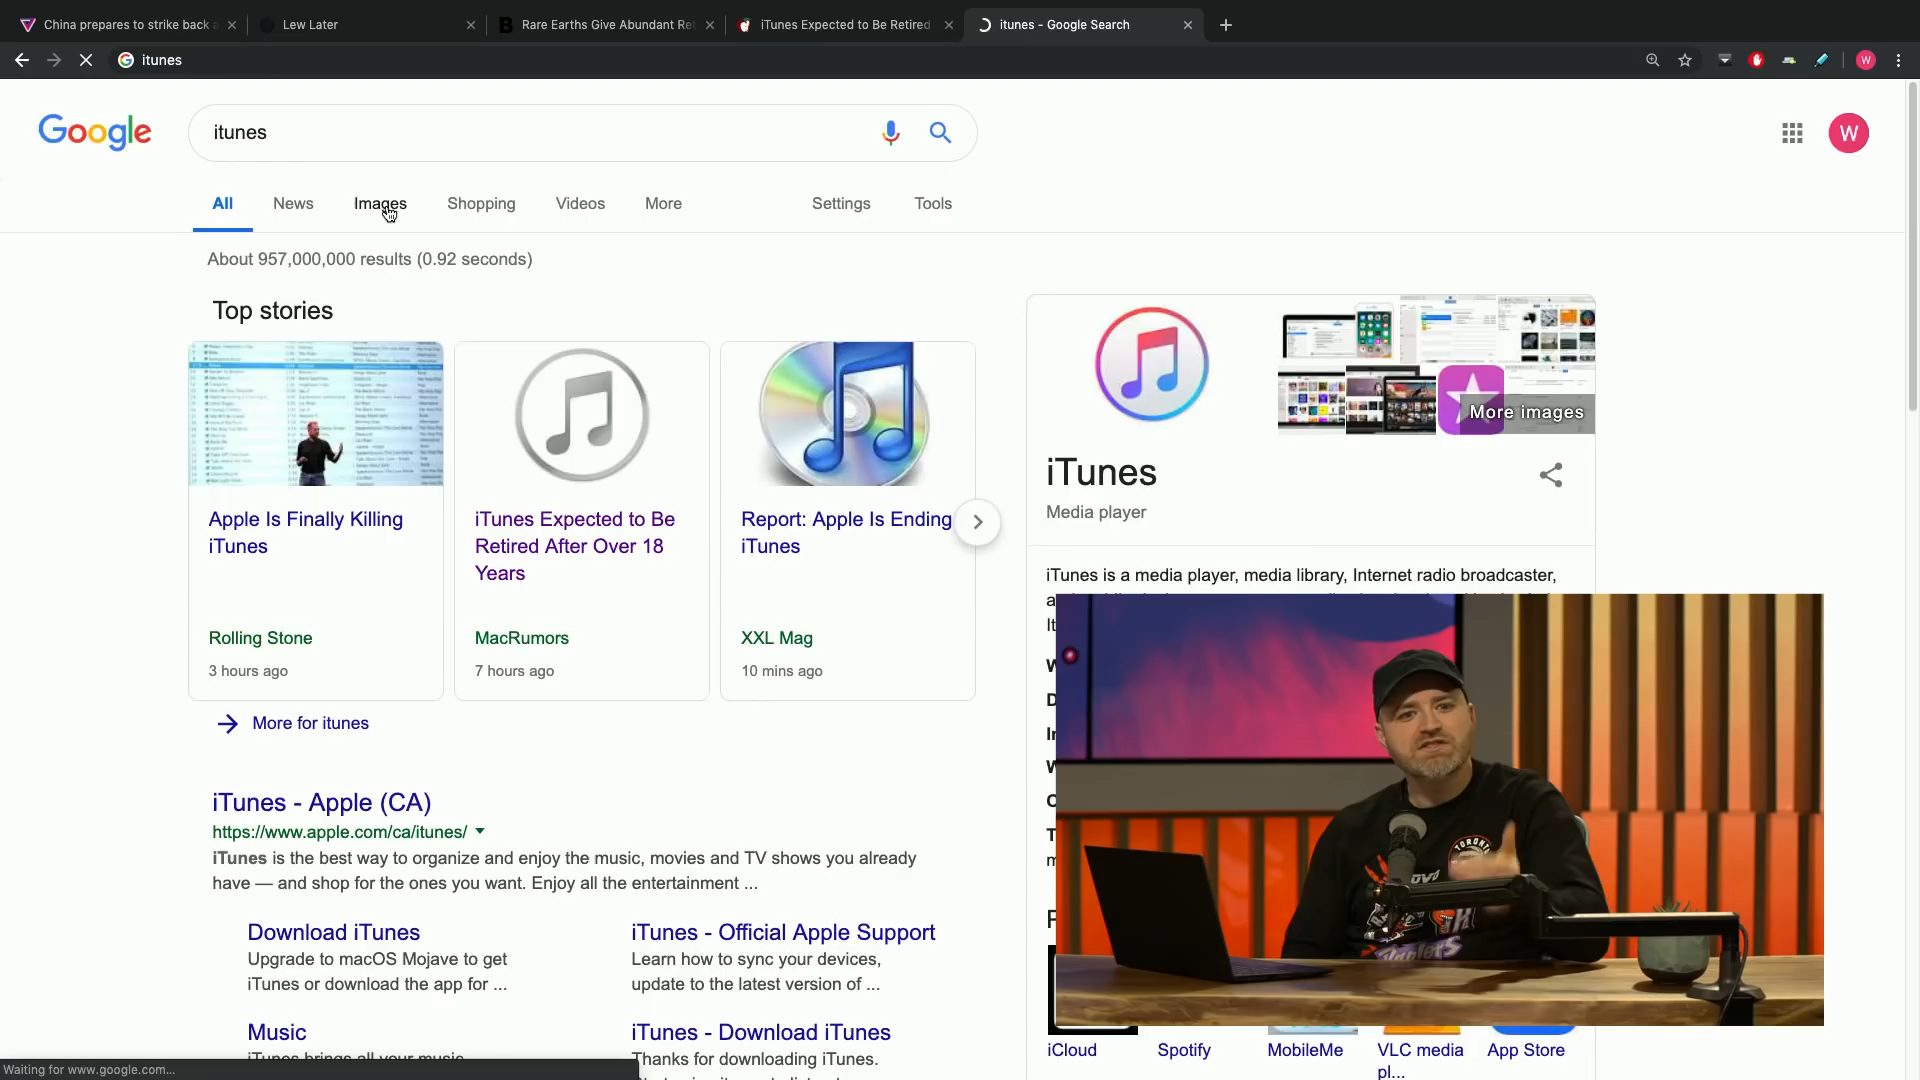 China prepares to strike back a
Lew Later
Rare Earths Give Abundant Ret
iTunes Expected to Be Retired
itunes - Google Search
itunes
W
Google
itunes
W
All
News
Images
Shopping
Videos
More
Settings
Tools
About 957,000,000 results (0.92 seconds)
Top stories
Apple Is Finally Killing
iTunes
Rolling Stone
3 hours ago
iTunes Expected to Be
Retired After Over 18
Years
MacRumors
7 hours ago
Report: Apple Is Ending
iTunes
XXL Mag
10 mins ago
More for itunes
More images
iTunes
Media player
iTunes is a media player, media library, Internet radio broadcaster,
iTunes - Apple (CA)
https://www.apple.com/ca/itunes/
iTunes is the best way to organize and enjoy the music, movies and TV shows you already
have — and shop for the ones you want. Enjoy all the entertainment ...
Download iTunes
Upgrade to macOS Mojave to get
iTunes or download the app for ...
iTunes - Official Apple Support
Learn how to sync your devices,
update to the latest version of ...
Music
iTunes brings all your music
iTunes - Download iTunes
Thanks for downloading iTunes.
TORONTO
iCloud
Spotify
MobileMe
VLC media
pl...
App Store
Waiting for www.google.com...